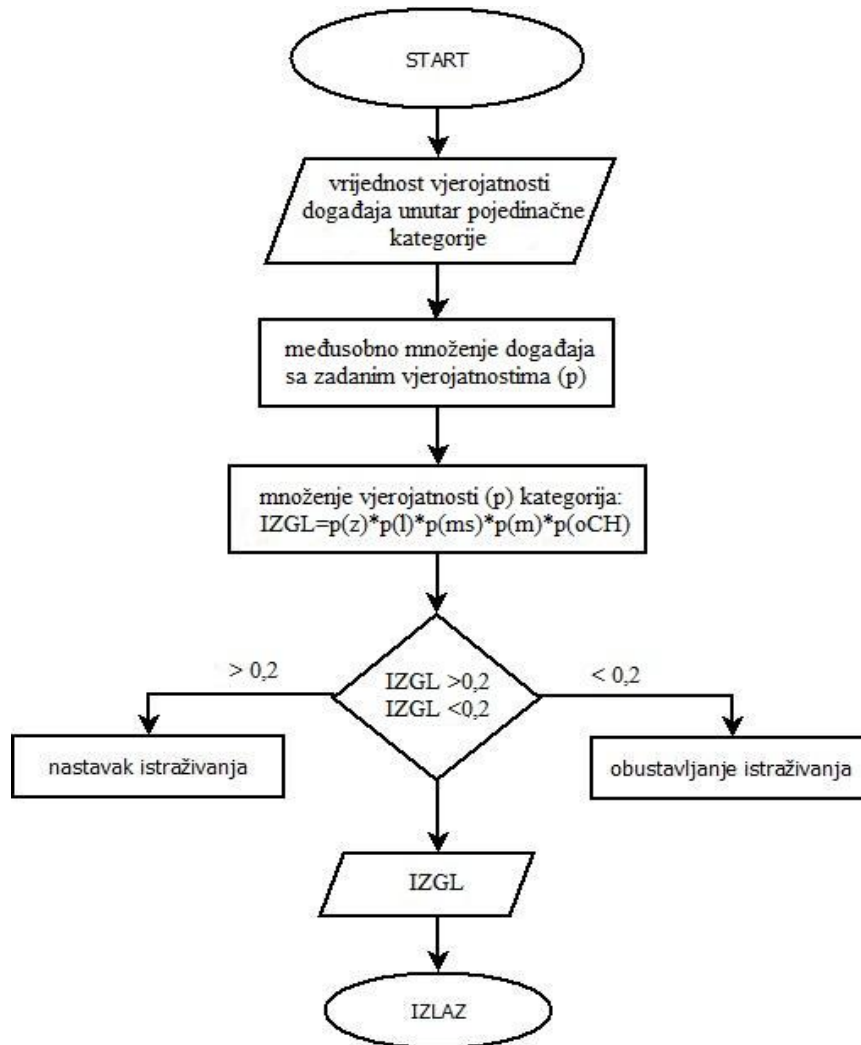 START
vrijednost vjerojatnosti
događaja unutar pojedinačne
kategorije
međusobno množenje događaja
sa zadanim vjerojatnostima (p)
množenje vjerojatnosti (p) kategorija:
IZGL=p(z)*p(l)*p(ms)*p(m)*p(oCH)
> 0,2
IZGL >0,2
IZGL <0,2
< 0,2
nastavak istraživanja
obustavljanje istraživanja
IZGL
IZLAZ